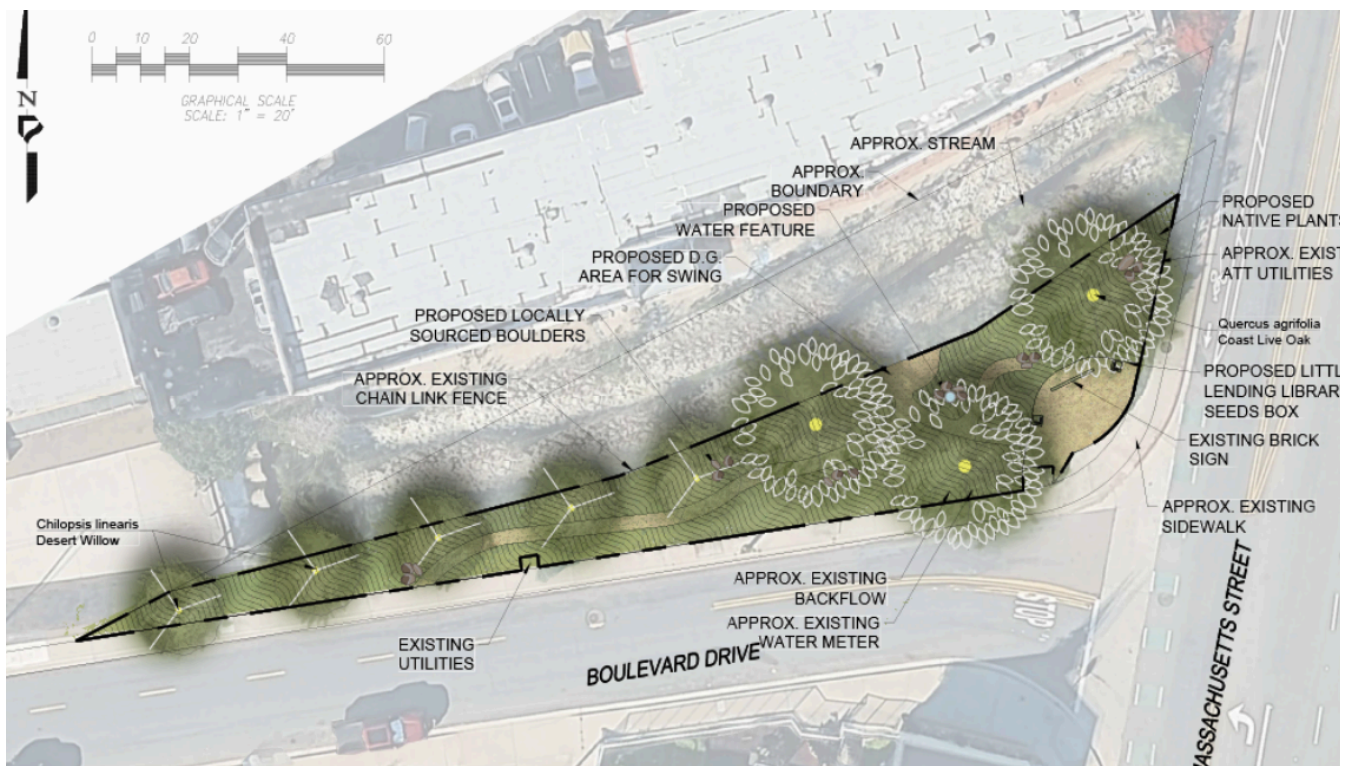 0 10 20 40 60
GRAPHICAL SCALE
SCALE: 1" = 20'
N
APPROX. STREAM
APPROX.
BOUNDARY
PROPOSED
WATER FEATURE
PROPOSED D.G.
AREA FOR SWING
PROPOSED LOCALLY
SOURCED BOULDERS
APPROX. EXISTING
CHAIN LINK FENCE
PROPOSED
NATIVE PLANTS
APPROX. EXIST
ATT UTILITIES
Quercus agrifolia
Coast Live Oak
PROPOSED LITTL
LENDING LIBRAR
SEEDS BOX
EXISTING BRICK
SIGN
APPROX. EXISTING
SIDEWALK
Chilopsis linearis
Desert Willow
EXISTING
UTILITIES
APPROX. EXISTING
BACKFLOW
APPROX. EXISTING
WATER METER
BOULEVARD DRIVE
STOP
MASSACHUSETTS STREET